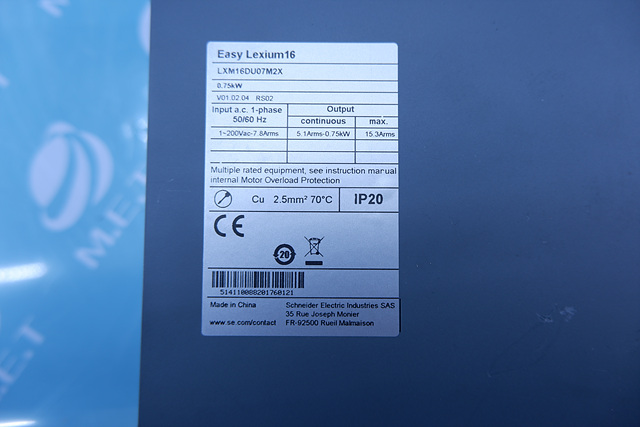 Easy Lexium16
LXM16DU07M2X
0.75kW
V01.02.04 RS02
Input a.c. 1-phase
50/60 Hz
Output
continuous
max.
1~200Vac-7.8Arms
5.1Arms-0.75kW
15.3Arms
Multiple rated equipment, see instruction manual
internal Motor Overload Protection
Cu 2.5mm² 70°C
IP20
CE
20
5141100882017601​21
Made in China
Schneider Electric Industries SAS
35 Rue Joseph Monier
www.se.com/contact
FR-92500 Rueil Malmaison
M.E.T
M.E.T